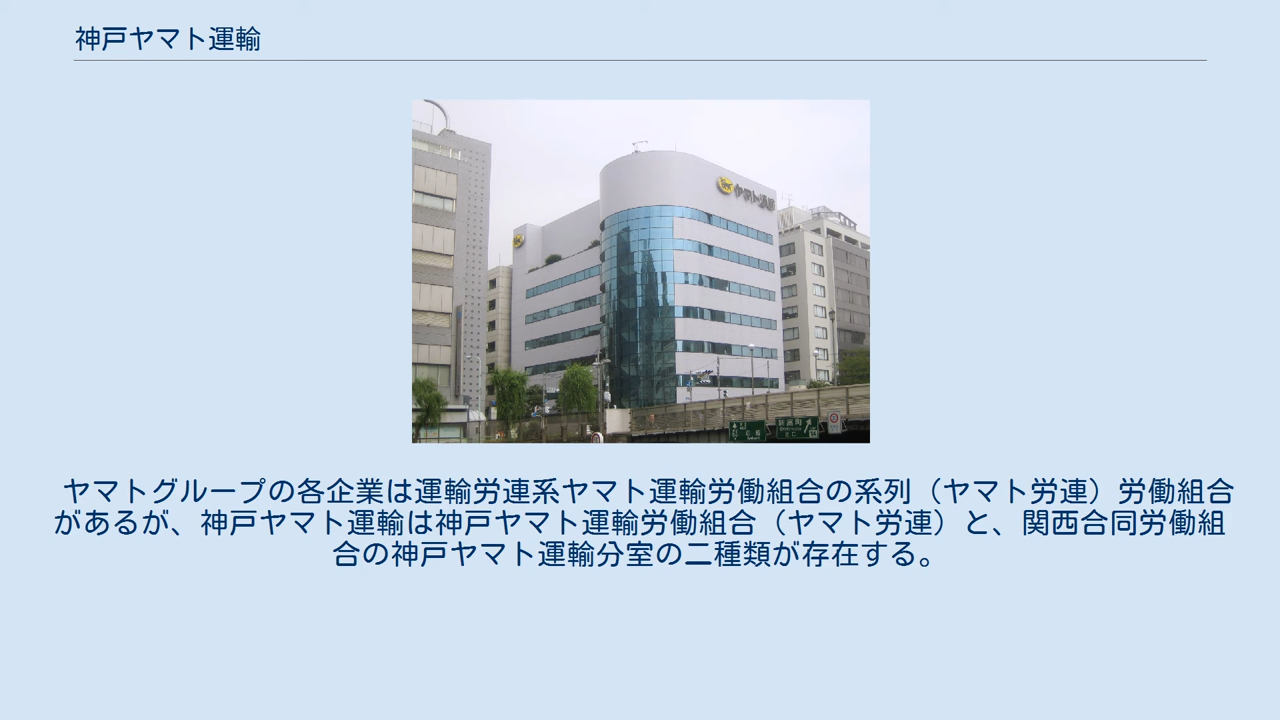 神戸ヤマト運輸
ヤマト運輸
ヤマトグループの各企業は運輸労連系ヤマト運輸労働組合の系列（ヤマト労連）労働組合
があるが、神戸ヤマト運輸は神戸ヤマト運輸労働組合（ヤマト労連）と、関西合同労働組
合の神戸ヤマト運輸分室の二種類が存在する。